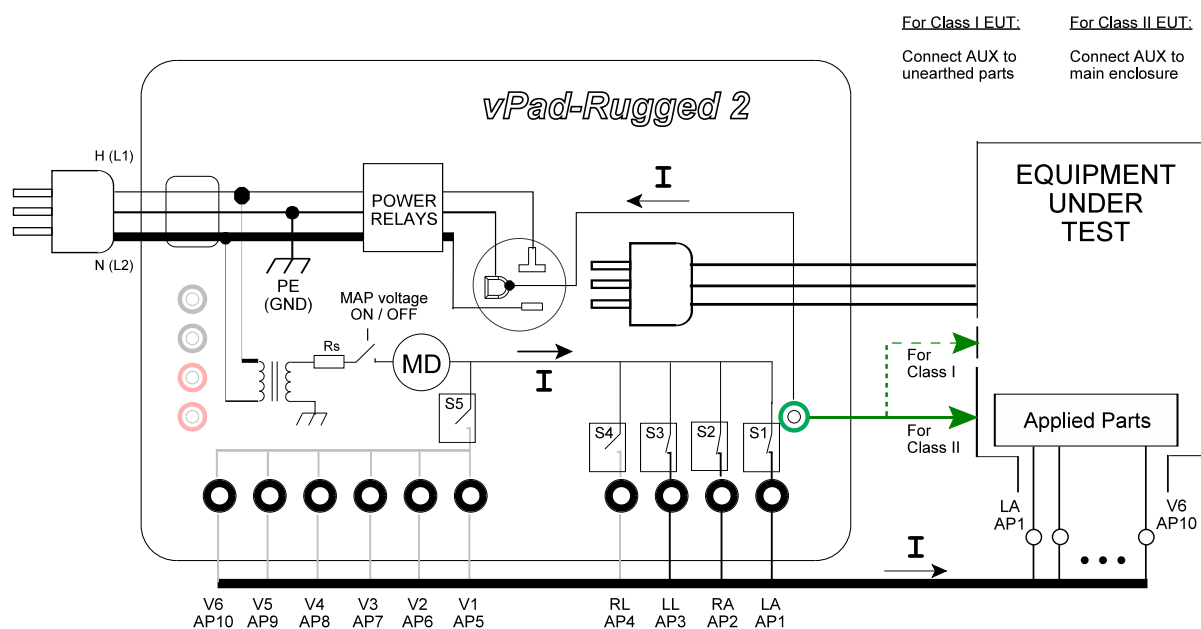 For Class I EUT:
Connect AUX to
unearthed parts
For Class II EUT:
Connect AUX to
main enclosure
vPad-Rugged 2
H (L1)
N (L2)
POWER
RELAYS
PE
(GND)
I
EQUIPMENT
UNDER
TEST
MAP voltage
ON / OFF
Rs
MD
I
For
Class I
For
Class II
S5
S4
S3
S2
S1
Applied Parts
LA
AP1
V6
AP10
I
V6
AP10
V5
AP9
V4
AP8
V3
AP7
V2
AP6
V1
AP5
RL
AP4
LL
AP3
RA
AP2
LA
AP1